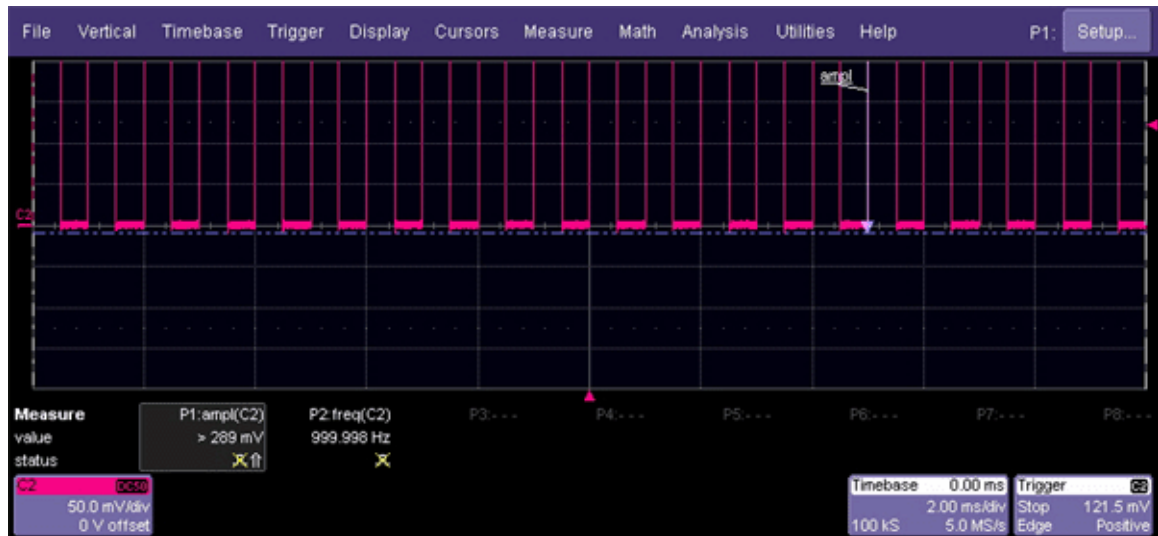 File Vertical Timebase Trigger Display Cursors Measure Math Analysis Utilities Help P1: Setup...
ampl
C2
Measure P1:ampl(C2) P2:freq(C2) P3:- - - P4:- - - P5:- - - P6:- - - P7:- - - P8:- - -
value > 289 mV 999.998 Hz
status
C2 DC50
50.0 mV/div
0 V offset
Timebase 0.00 ms
2.00 ms/div
100 kS 5.0 MS/s
Trigger C2
Stop 121.5 mV
Edge Positive